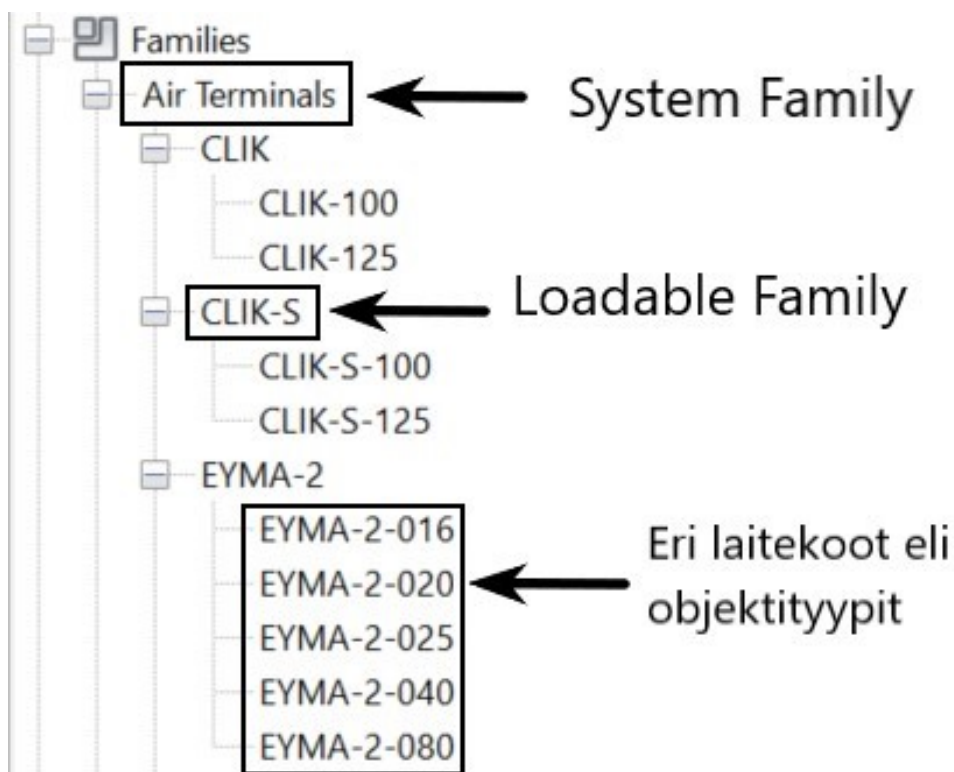 Families
Air Terminals
System Family
CLIK
CLIK-100
CLIK-125
CLIK-S
Loadable Family
CLIK-S-100
CLIK-S-125
EYMA-2
EYMA-2-016
EYMA-2-020
EYMA-2-025
EYMA-2-040
EYMA-2-080
Eri laitekoot eli
objektityypit